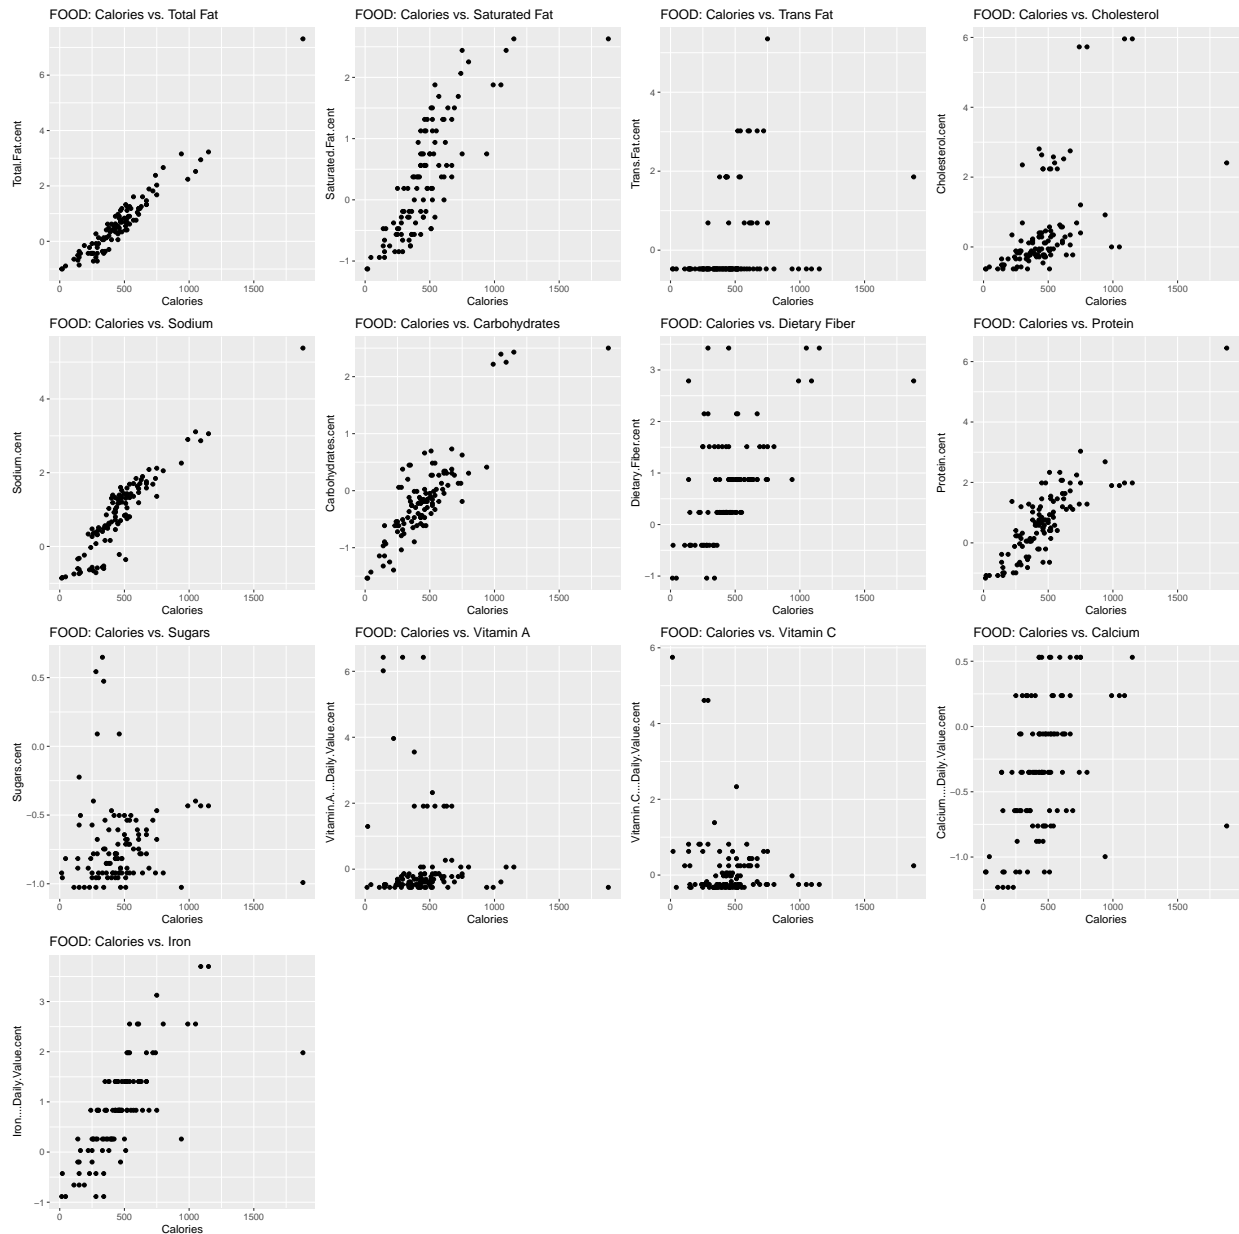 FOOD: Calories vs. Total Fat
Total.Fat.cent
6
4
2
0
0
500
1000
1500
Calories
FOOD: Calories vs. Saturated Fat
Saturated.Fat.cent
2
1
0
−1
0
500
1000
1500
Calories
FOOD: Calories vs. Trans Fat
Trans.Fat.cent
4
2
0
0
500
1000
1500
Calories
FOOD: Calories vs. Cholesterol
Cholesterol.cent
6
4
2
0
0
500
1000
1500
Calories
FOOD: Calories vs. Sodium
Sodium.cent
4
2
0
0
500
1000
1500
Calories
FOOD: Calories vs. Carbohydrates
Carbohydrates.cent
2
1
0
−1
0
500
1000
1500
Calories
FOOD: Calories vs. Dietary Fiber
Dietary.Fiber.cent
3
2
1
0
−1
0
500
1000
1500
Calories
FOOD: Calories vs. Protein
Protein.cent
6
4
2
0
0
500
1000
1500
Calories
FOOD: Calories vs. Sugars
Sugars.cent
0.5
0.0
−0.5
−1.0
0
500
1000
1500
Calories
FOOD: Calories vs. Vitamin A
Vitamin.A....Daily.Value.cent
6
4
2
0
0
500
1000
1500
Calories
FOOD: Calories vs. Vitamin C
Vitamin.C....Daily.Value.cent
6
4
2
0
0
500
1000
1500
Calories
FOOD: Calories vs. Calcium
Calcium....Daily.Value.cent
0.5
0.0
−0.5
−1.0
0
500
1000
1500
Calories
FOOD: Calories vs. Iron
Iron....Daily.Value.cent
3
2
1
0
−1
0
500
1000
1500
Calories